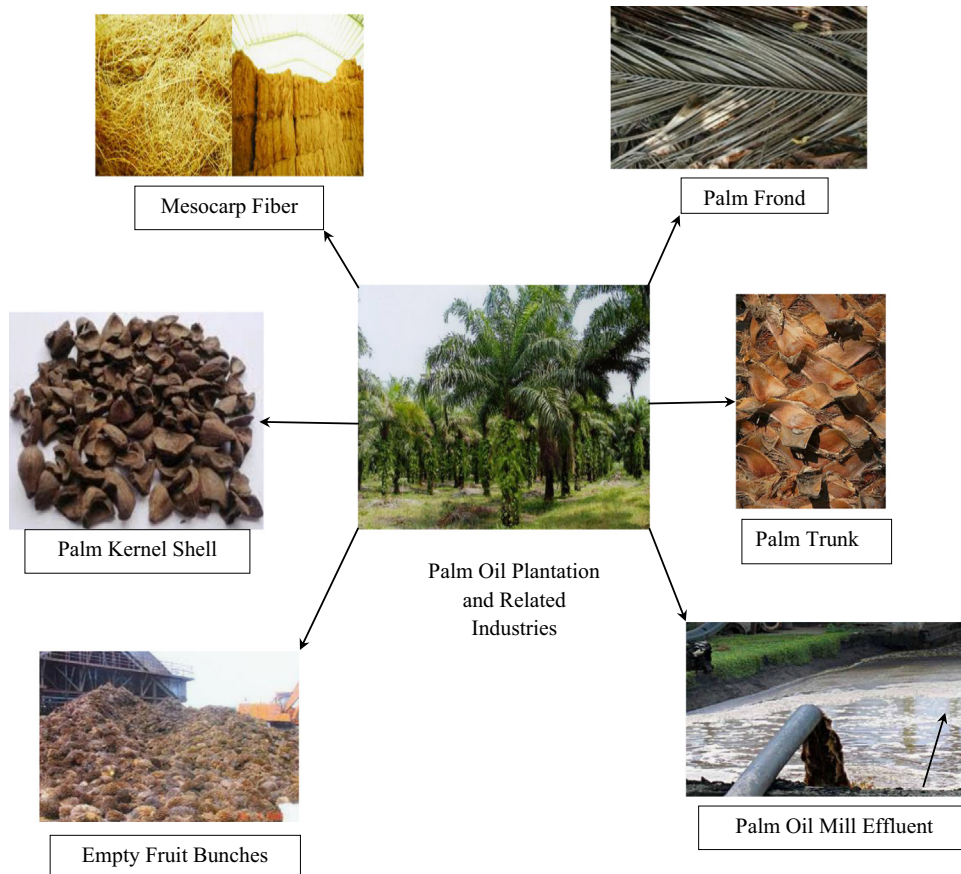 Mesocarp Fiber
Palm Frond
Palm Kernel Shell
Palm Trunk
Palm Oil Plantation
and Related
Industries
Empty Fruit Bunches
Palm Oil Mill Effluent